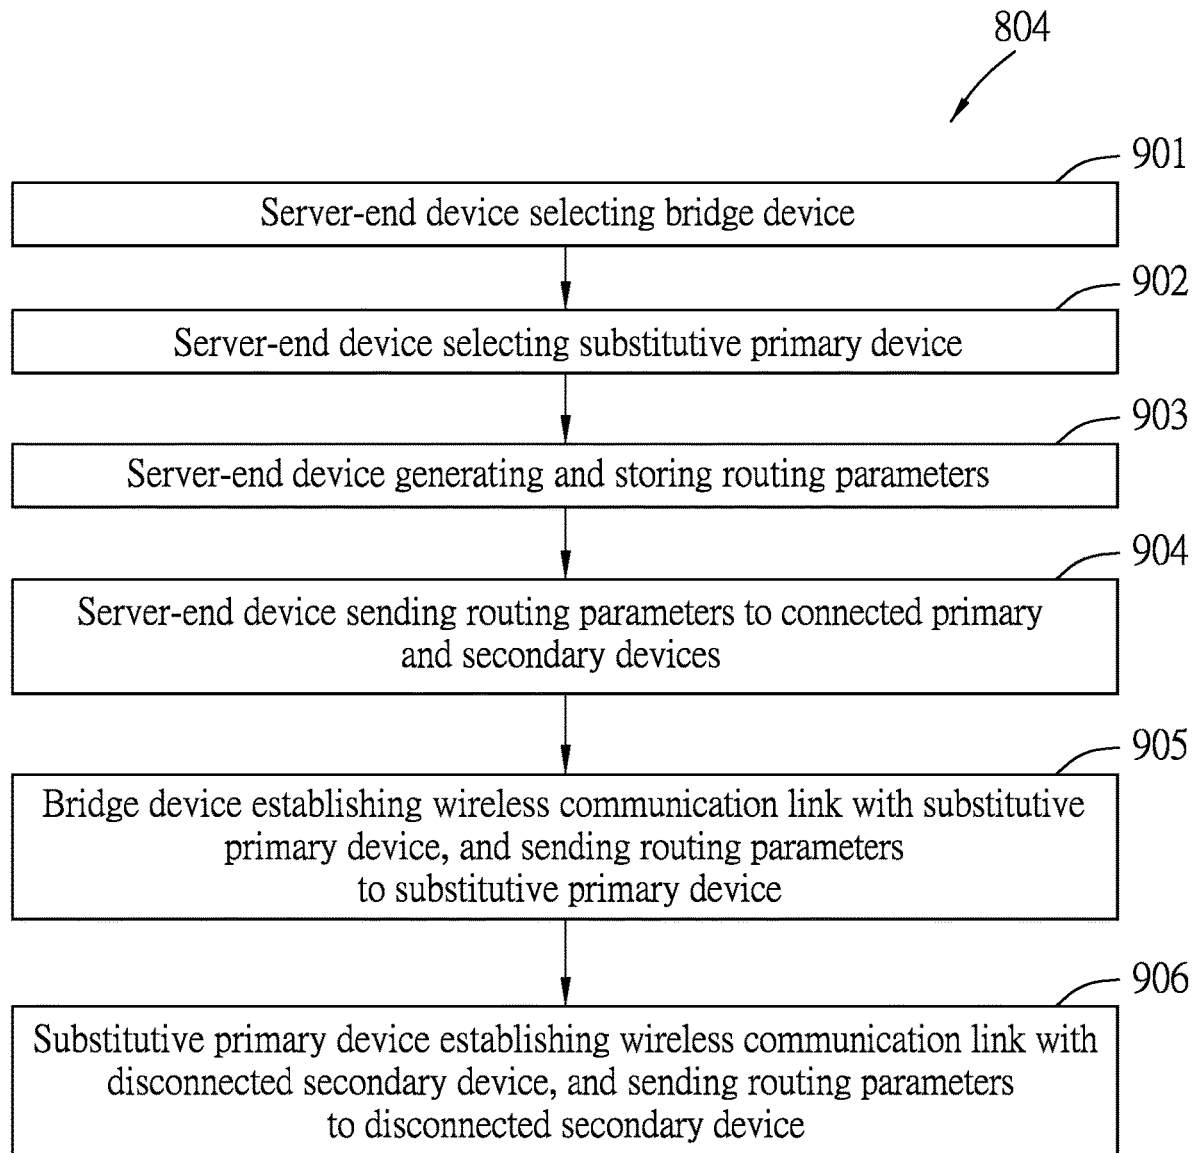 804
901
Server-end device selecting bridge device
902
Server-end device selecting substitutive primary device
903
Server-end device generating and storing routing parameters
904
Server-end device sending routing parameters to connected primary
and secondary devices
905
Bridge device establishing wireless communication link with substitutive
primary device, and sending routing parameters
to substitutive primary device
906
Substitutive primary device establishing wireless communication link with
disconnected secondary device, and sending routing parameters
to disconnected secondary device